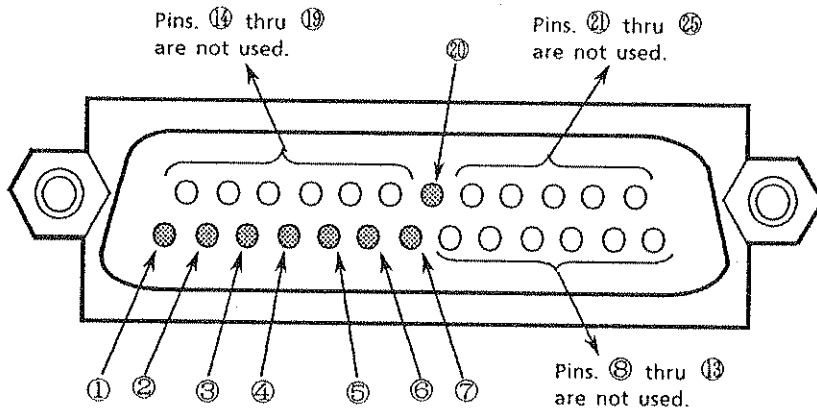 Pins. ⑭ thru ⑲
are not used.
⑳
Pins. ㉑ thru ㉕
are not used.
① ② ③ ④ ⑤ ⑥ ⑦
Pins. ⑧ thru ⑬
are not used.